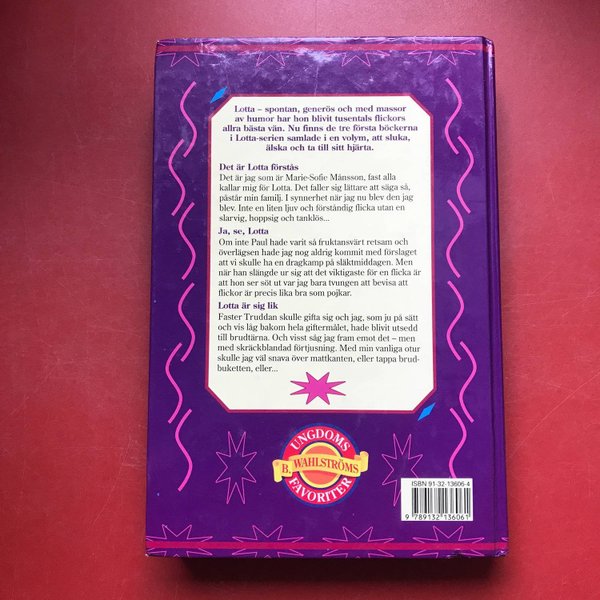 Lotta – spontan, generös och med massor
av humor har hon blivit tusentals flickors
allra bästa vän. Nu finns de tre första böckerna
i Lotta-serien samlade i en volym, att sluka,
älska och ta till sitt hjärta.
Det är Lotta förstås
Det är jag som är Marie-Sofie Månsson, fast alla
kallar mig för Lotta. Det faller sig lättare att säga så,
påstår min familj. I synnerhet när jag nu blev den jag
blev. Inte en liten ljuv och förståndig flicka utan en
slarvig, hoppsig och tanklös...
Ja, se, Lotta
Om inte Paul hade varit så fruktansvärt retsam och
överlägsen hade jag nog aldrig kommit med förslaget
att vi skulle ha en dragkamp på släktmiddagen. Men
när han slängde ur sig att det viktigaste för en flicka är
att hon ser söt ut var jag bara tvungen att bevisa att
flickor är precis lika bra som pojkar.
Lotta är sig lik
Faster Truddan skulle gifta sig och jag, som ju på sätt
och vis låg bakom hela giftermålet, hade blivit utsedd
till brudtärna. Och visst såg jag fram emot det – men
med skräckblandad förtjusning. Med min vanliga otur
skulle jag väl snava över mattkanten, eller tappa brud-
buketten, eller...
UNGDOMS
B. WAHLSTRÖMS
FAVORITER
ISBN 91-32-13606-4
9 789132 136061